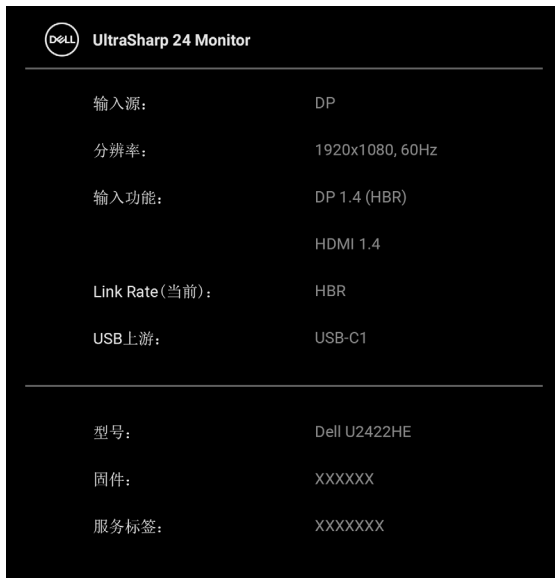 DELL UltraSharp 24 Monitor
输入源: DP
分辨率: 1920x1080, 60Hz
输入功能: DP 1.4 (HBR)
HDMI 1.4
Link Rate(当前): HBR
USB上游: USB-C1
型号: Dell U2422HE
固件: XXXXXX
服务标签: XXXXXXX